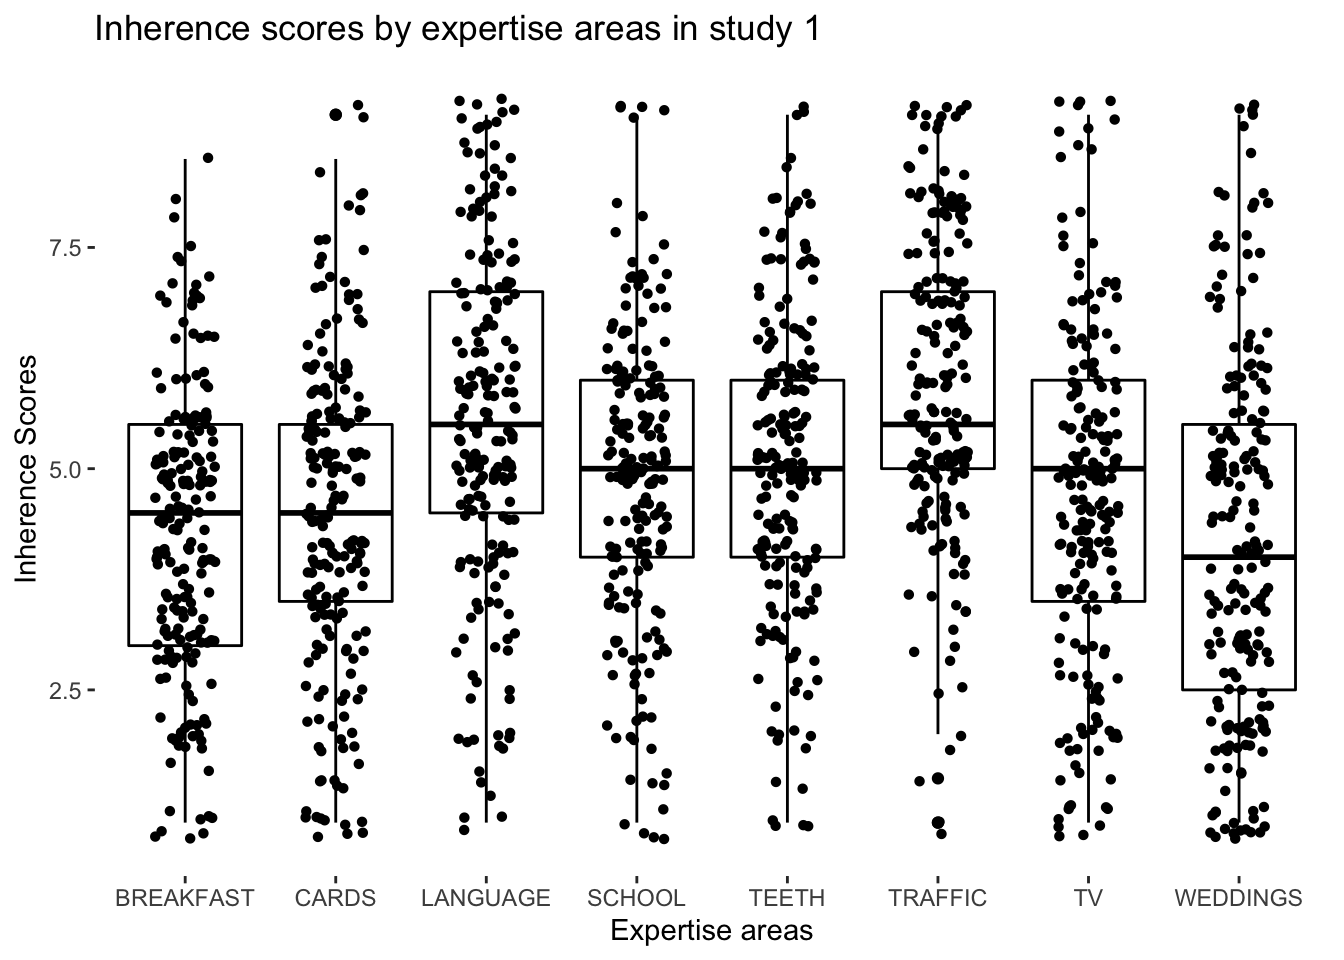 Inherence scores by expertise areas in study 1
Inherence Scores
7.5
5.0
2.5
BREAKFAST CARDS LANGUAGE SCHOOL TEETH TRAFFIC TV WEDDINGS
Expertise areas